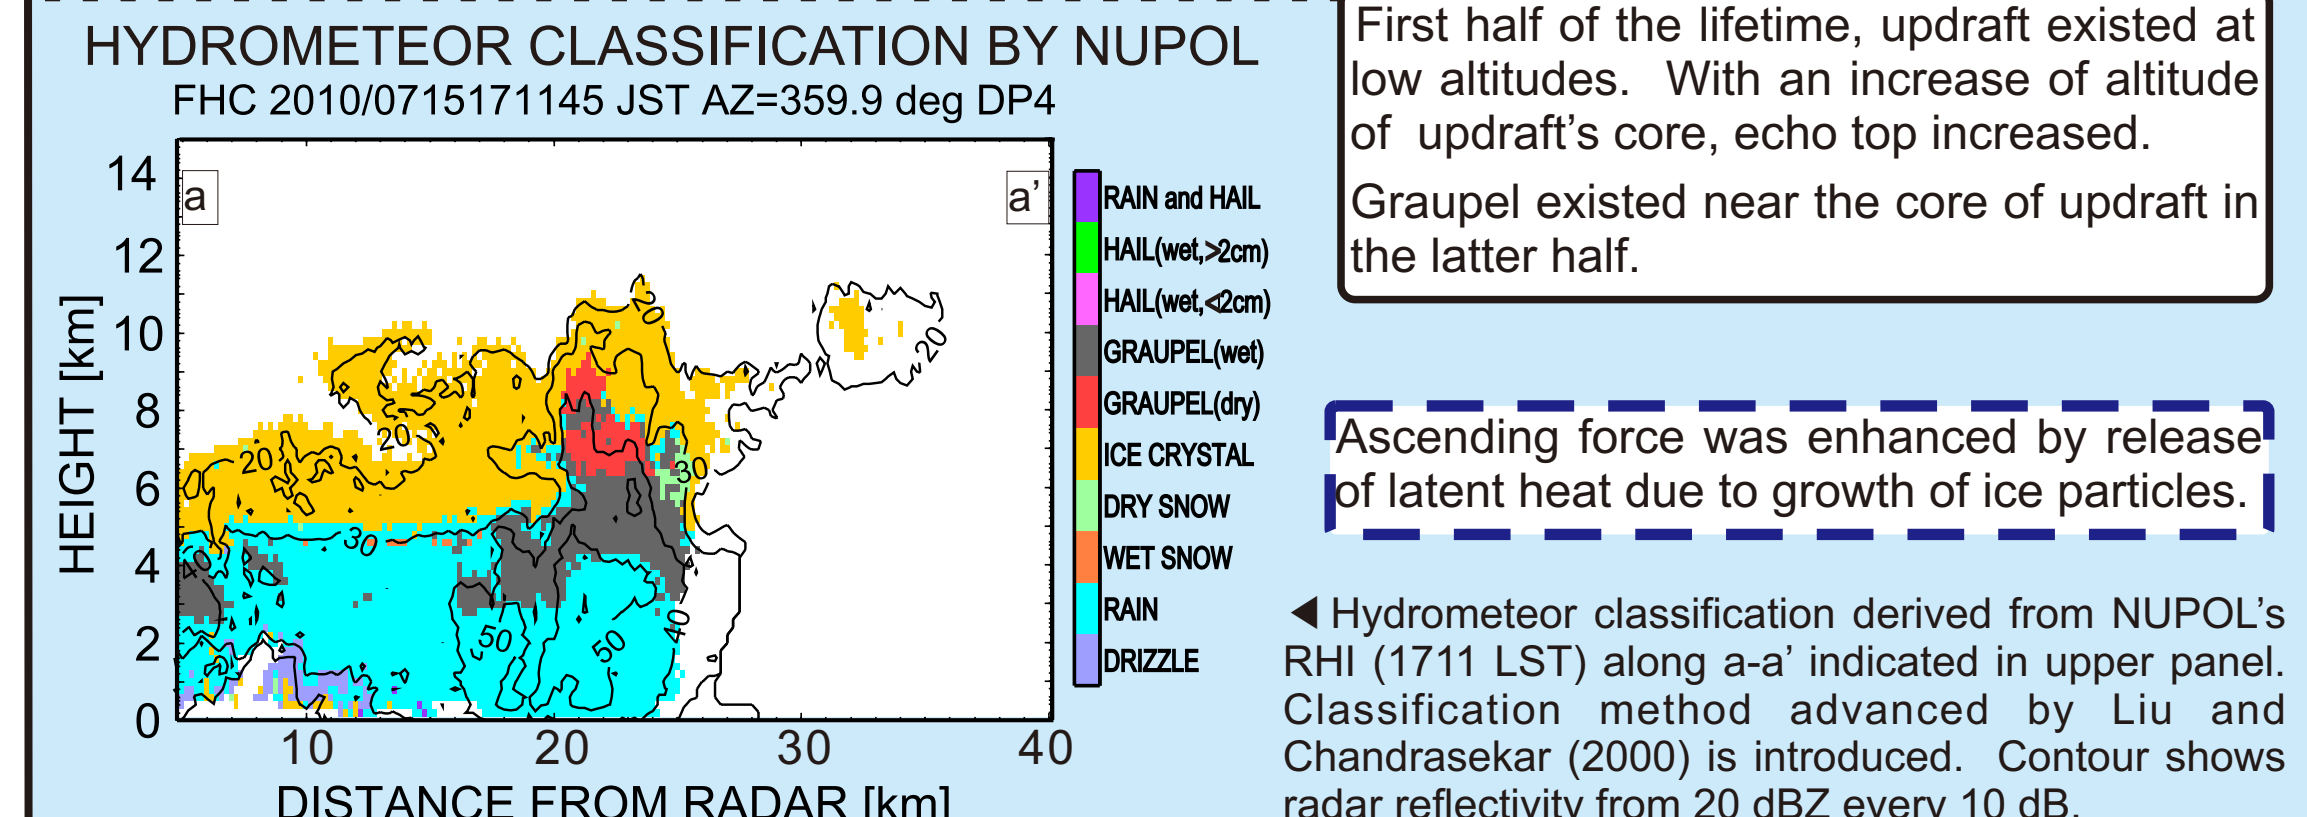 HYDROMETEOR CLASSIFICATION BY NUPOL
FHC 2010/0715171145 JST AZ=359.9 deg DP4
14
12
10
8
6
4
2
0
HEIGHT [km]
a
a'
20
20
20
20
30
30
40
40
50
50
10
20
30
40
DISTANCE FROM RADAR [km]
RAIN and HAIL
HAIL(wet,>2cm)
HAIL(wet,<2cm)
GRAUPEL(wet)
GRAUPEL(dry)
ICE CRYSTAL
DRY SNOW
WET SNOW
RAIN
DRIZZLE
First half of the lifetime, updraft existed at
low altitudes. With an increase of altitude
of updraft's core, echo top increased.
Graupel existed near the core of updraft in
the latter half.
Ascending force was enhanced by release
of latent heat due to growth of ice particles.
◀ Hydrometeor classification derived from NUPOL's
RHI (1711 LST) along a-a' indicated in upper panel.
Classification method advanced by Liu and
Chandrasekar (2000) is introduced. Contour shows
radar reflectivity from 20 dBZ every 10 dB.